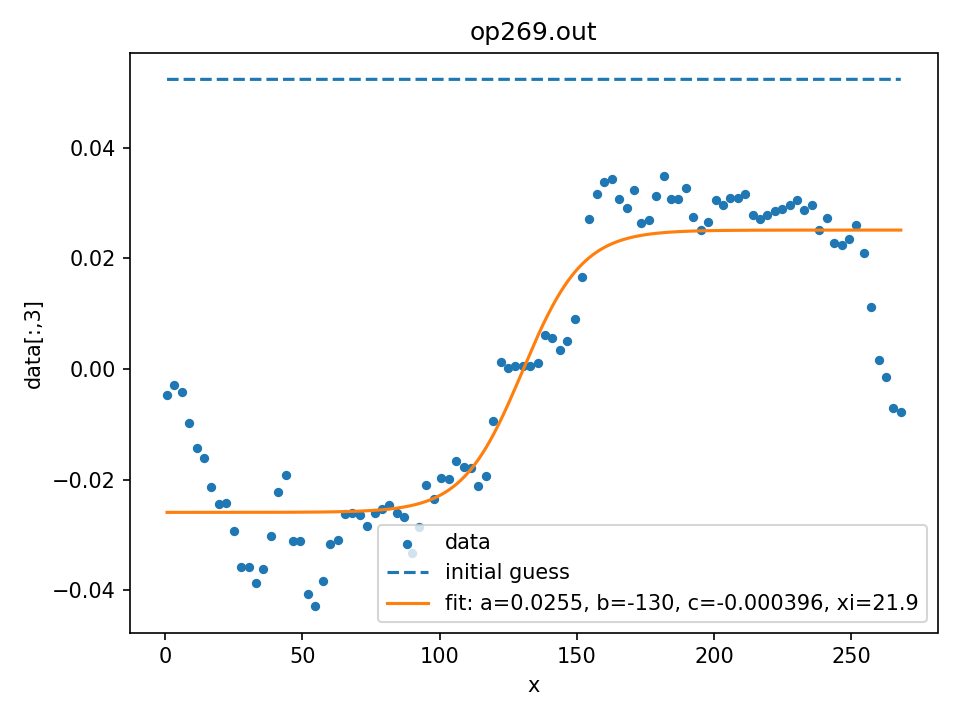 op269.out
0.04
0.02
0.00
−0.02
−0.04
data[:,3]
data
initial guess
fit: a=0.0255, b=-130, c=-0.000396, xi=21.9
0 50 100 150 200 250
x